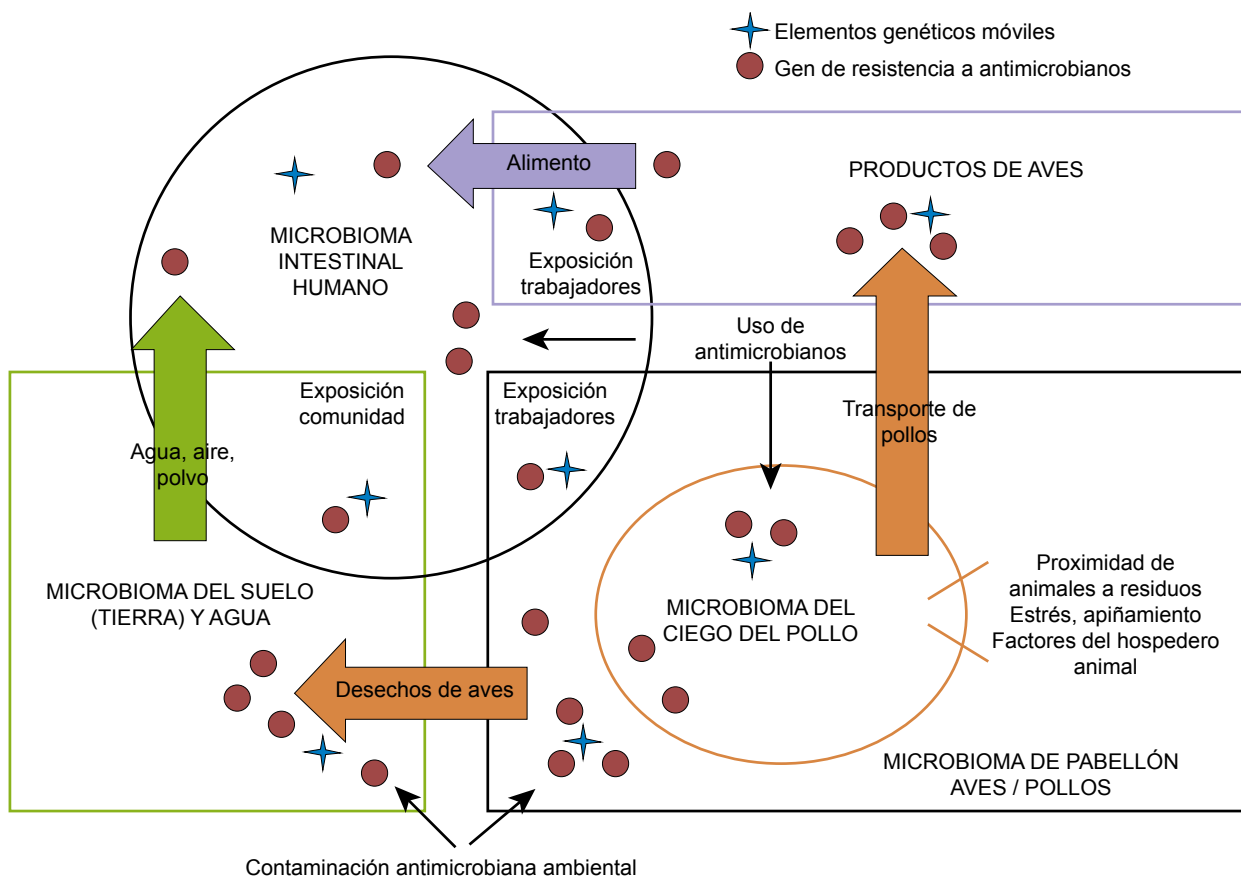 Elementos genéticos móviles
Gen de resistencia a antimicrobianos
Alimento
PRODUCTOS DE AVES
MICROBIOMA
INTESTINAL
HUMANO
Exposición
trabajadores
Uso de
antimicrobianos
Exposición
comunidad
Exposición
trabajadores
Transporte de
pollos
Agua, aire,
polvo
MICROBIOMA DEL SUELO
(TIERRA) Y AGUA
MICROBIOMA DEL
CIEGO DEL POLLO
Proximidad de
animales a residuos
Estrés, apiñamiento
Factores del hospedero
animal
Desechos de aves
MICROBIOMA DE PABELLÓN
AVES / POLLOS
Contaminación antimicrobiana ambiental